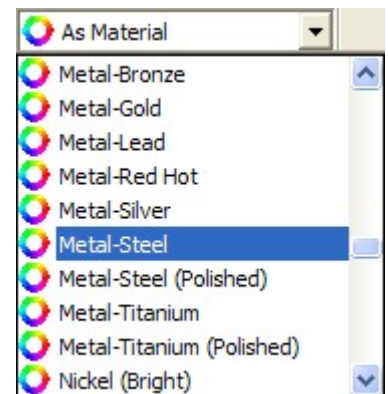 As Material
Metal-Bronze
Metal-Gold
Metal-Lead
Metal-Red Hot
Metal-Silver
Metal-Steel
Metal-Steel (Polished)
Metal-Titanium
Metal-Titanium (Polished)
Nickel (Bright)